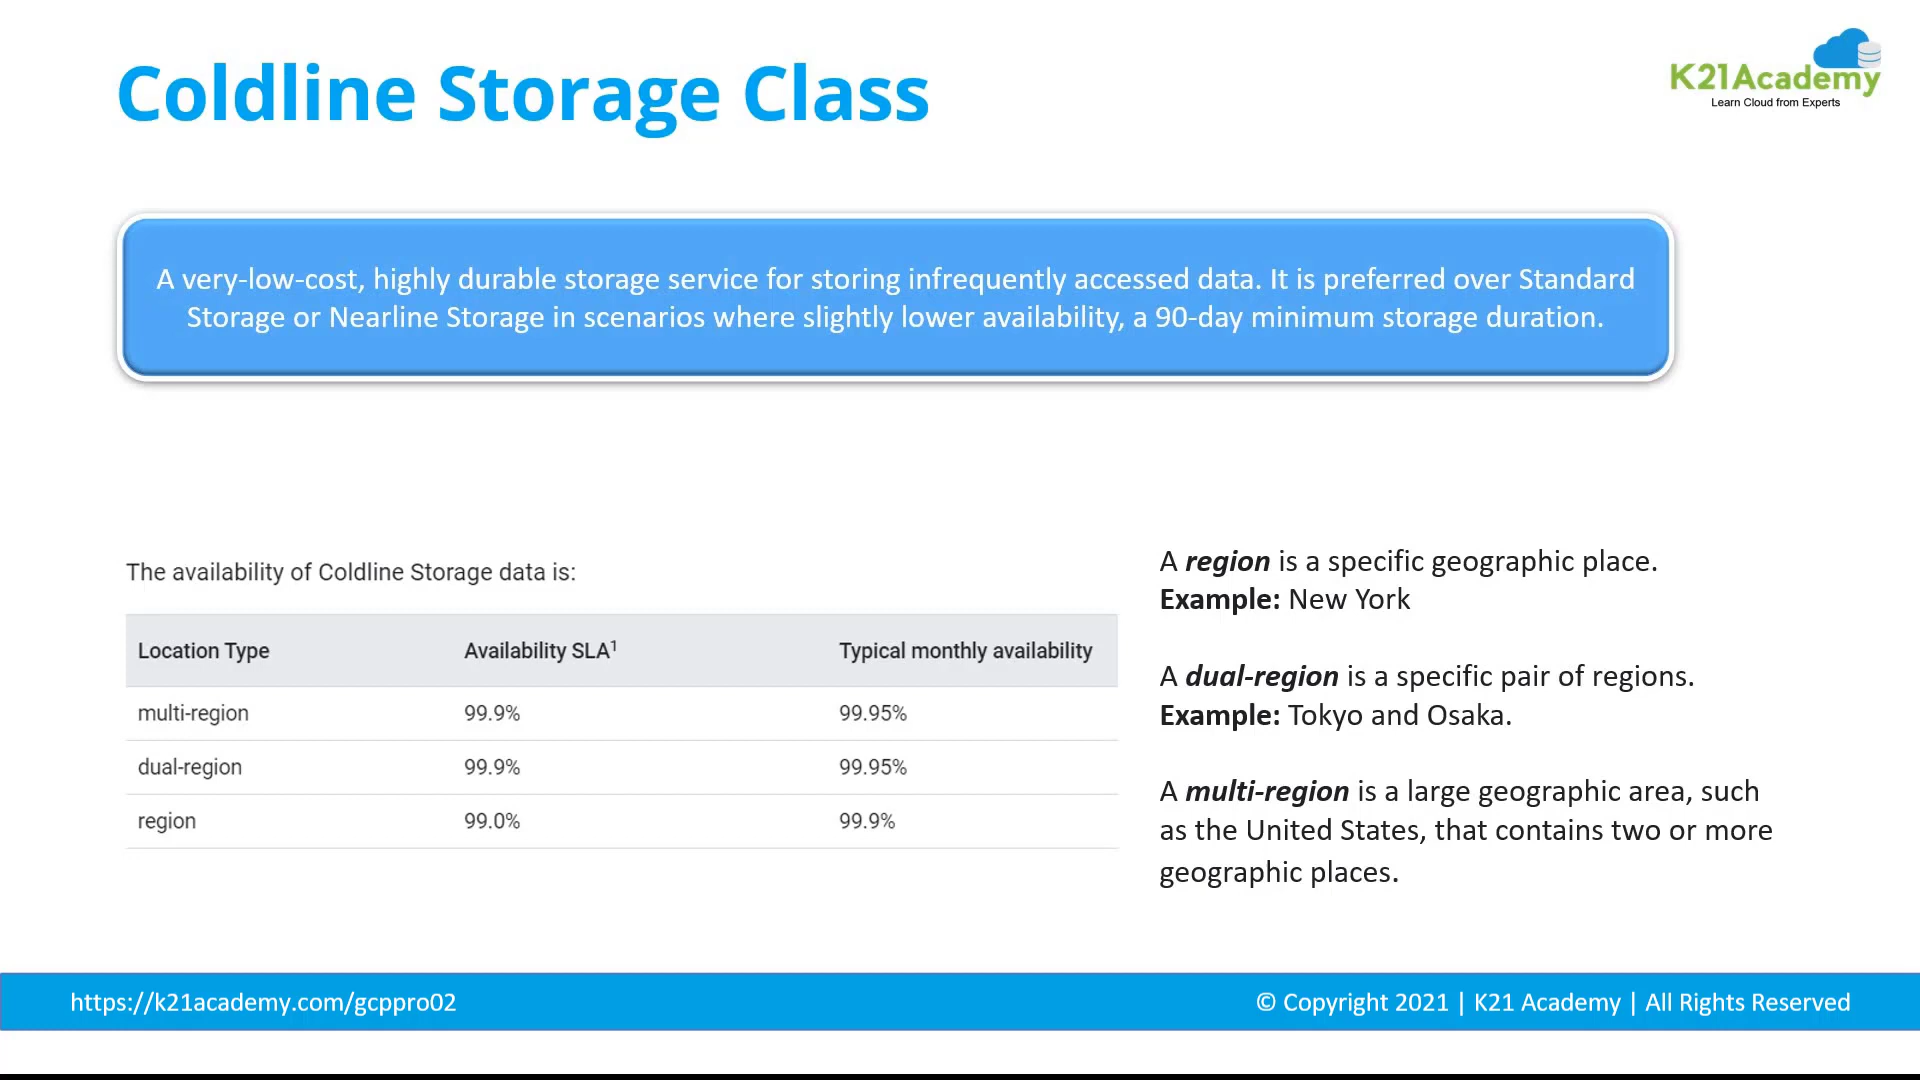 Coldline Storage Class
K21Academy
Learn Cloud from Experts
A very-low-cost, highly durable storage service for storing infrequently accessed data. It is preferred over Standard
Storage or Nearline Storage in scenarios where slightly lower availability, a 90-day minimum storage duration.
The availability of Coldline Storage data is:
Location Type Availability SLA¹ Typical monthly availability
multi-region 99.9% 99.95%
dual-region 99.9% 99.95%
region 99.0% 99.9%
A region is a specific geographic place.
Example: New York
A dual-region is a specific pair of regions.
Example: Tokyo and Osaka.
A multi-region is a large geographic area, such
as the United States, that contains two or more
geographic places.
https://k21academy.com/gcppro02
© Copyright 2021 | K21 Academy | All Rights Reserved